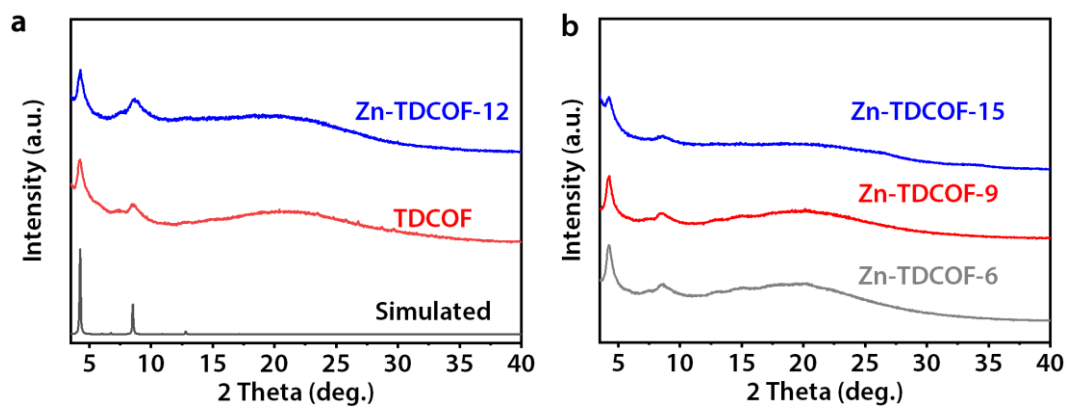 a
Intensity (a.u.)
Zn-TDCOF-12
TDCOF
Simulated
5 10 15 20 25 30 35 40
2 Theta (deg.)
b
Intensity (a.u.)
Zn-TDCOF-15
Zn-TDCOF-9
Zn-TDCOF-6
5 10 15 20 25 30 35 40
2 Theta (deg.)